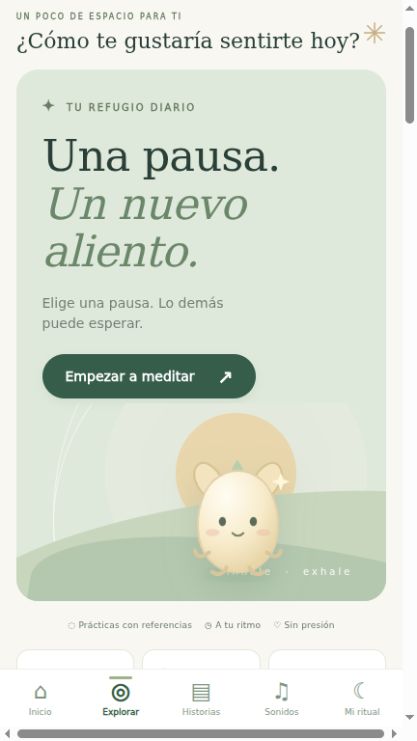 UN POCO DE ESPACIO PARA TI
¿Cómo te gustaría sentirte hoy?
TU REFUGIO DIARIO
Una pausa.
Un nuevo
aliento.
Elige una pausa. Lo demás
puede esperar.
Empezar a meditar ↗
· exhale
Prácticas con referencias A tu ritmo Sin presión
Inicio Explorar Historias Sonidos Mi ritual